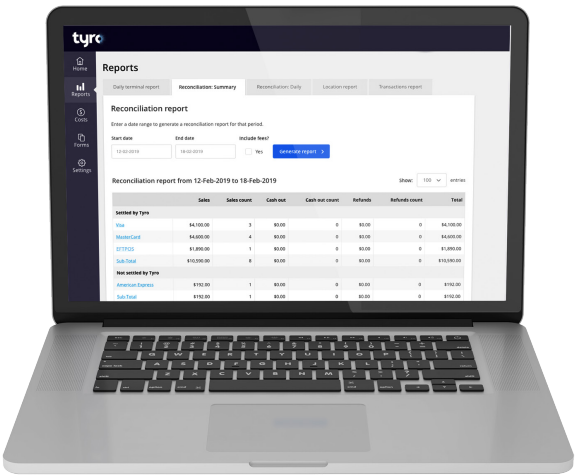 tyro
Home
Reports
Costs
Forms
Settings
Reports
Daily terminal report Reconciliation: Summary Reconciliation: Daily Location report Transactions report
Reconciliation report
Enter a date range to generate a reconciliation report for that period.
Start date End date Include fees?
12-02-2019 18-02-2019 Yes Generate report >
Reconciliation report from 12-Feb-2019 to 18-Feb-2019 Show: 100 entries
Sales Sales count Cash out Cash out count Refunds Refunds count Total
Settled by Tyro
Visa $4,100.00 3 $0.00 0 $0.00 0 $4,100.00
MasterCard $4,600.00 4 $0.00 0 $0.00 0 $4,600.00
EFTPOS $1,890.00 1 $0.00 0 $0.00 0 $1,890.00
Sub-Total $10,590.00 8 $0.00 0 $0.00 0 $10,590.00
Not settled by Tyro
American Express $192.00 1 $0.00 0 $0.00 0 $192.00
Sub-Total $192.00 1 $0.00 0 $0.00 0 $192.00
Q W E R T Y U I O P
A S D F G H J K L
Z X C V B N M